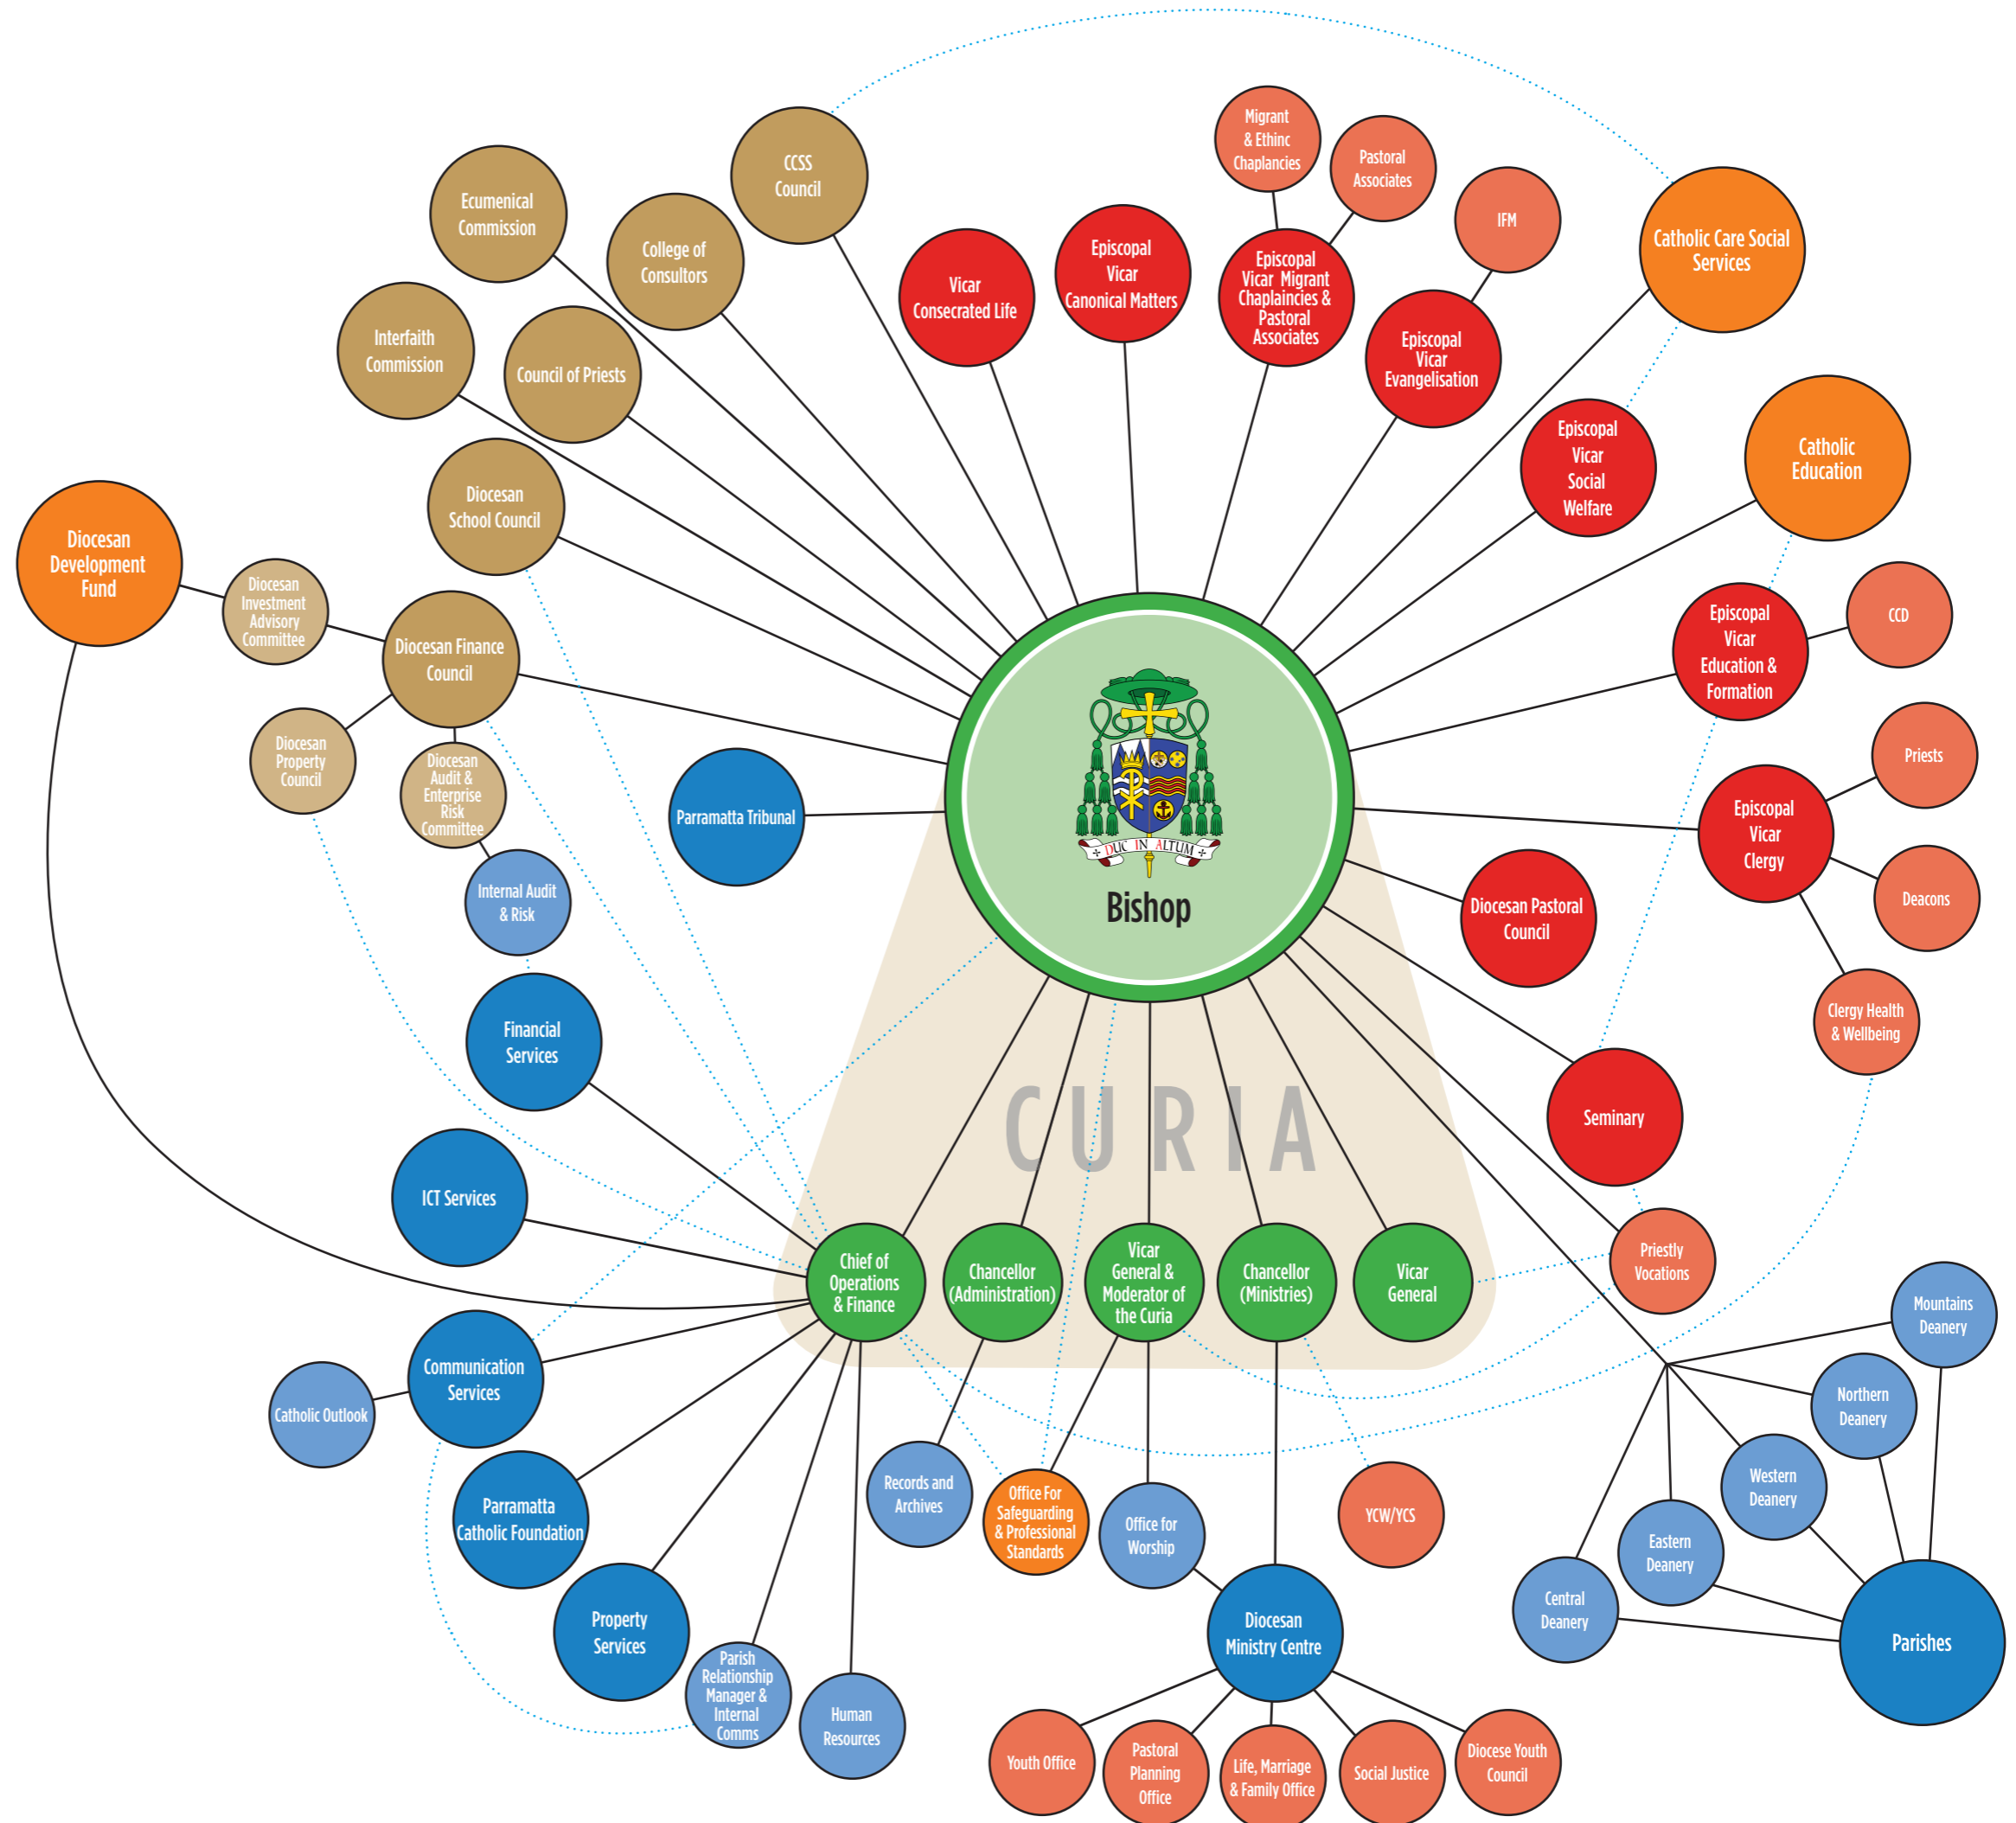 CCSS
Council
Ecumenical
Commission
College of
Consultors
Interfaith
Commission
Council of Priests
Diocesan
School Council
Vicar
Consecrated Life
Episcopal
Vicar
Canonical Matters
Migrant
& Ethinc
Chaplancies
Pastoral
Associates
Episcopal
Vicar Migrant
Chaplaincies &
Pastoral
Associates
IFM
Episcopal
Vicar
Evangelisation
Catholic Care Social
Services
Episcopal
Vicar
Social
Welfare
Catholic
Education
Diocesan
Development
Fund
Diocesan
Investment
Advisory
Committee
Diocesan Finance
Council
Diocesan
Property
Council
Diocesan
Audit &
Enterprise
Risk
Committee
Internal Audit
& Risk
Parramatta Tribunal
DUC IN ALTUM
Bishop
Episcopal
Vicar
Education &
Formation
CCD
Episcopal
Vicar
Clergy
Priests
Deacons
Clergy Health
& Wellbeing
Diocesan Pastoral
Council
Seminary
Priestly
Vocations
CURIA
Financial
Services
ICT Services
Chief of
Operations
& Finance
Chancellor
(Administration)
Vicar
General &
Moderator of
the Curia
Chancellor
(Ministries)
Vicar
General
Communication
Services
Catholic Outlook
Parramatta
Catholic Foundation
Property
Services
Parish
Relationship
Manager &
Internal
Comms
Human
Resources
Records and
Archives
Office For
Safeguarding
& Professional
Standards
Office for
Worship
YCW/YCS
Diocesan
Ministry Centre
Youth Office
Pastoral
Planning
Office
Life, Marriage
& Family Office
Social Justice
Diocese Youth
Council
Mountains
Deanery
Northern
Deanery
Western
Deanery
Eastern
Deanery
Central
Deanery
Parishes